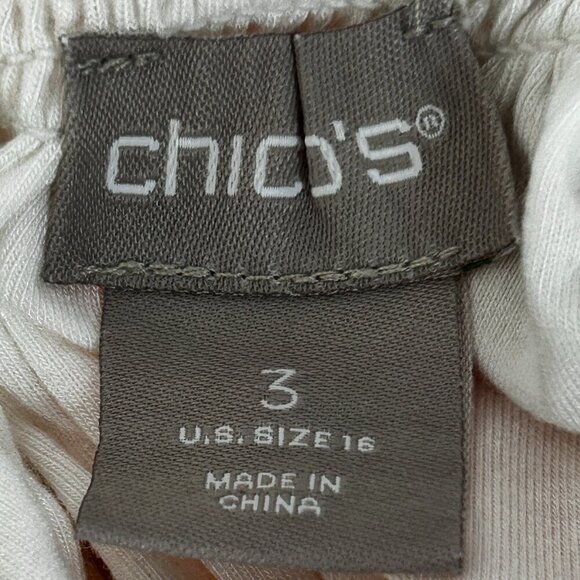 chico's®
3
U.S. SIZE 16
MADE IN
CHINA